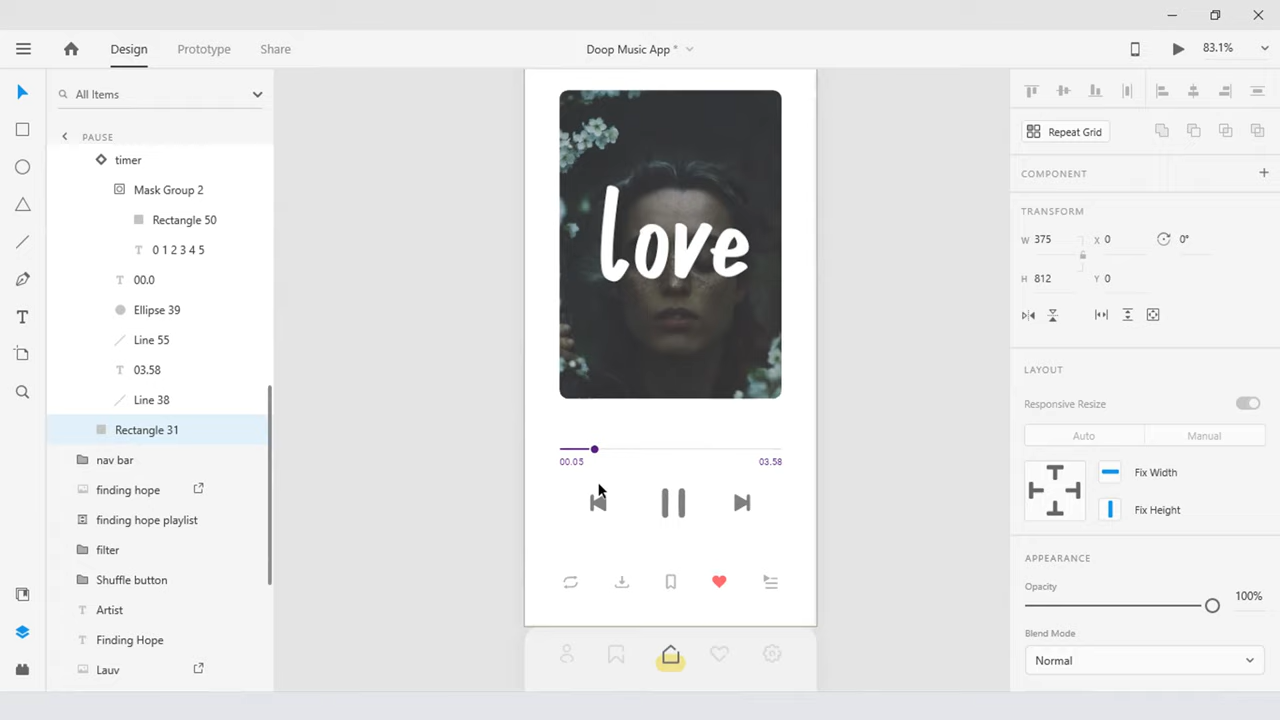 Design
Prototype
Share
Doop Music App *
83.1%
All Items
PAUSE
timer
Mask Group 2
Rectangle 50
0 1 2 3 4 5
00.0
Ellipse 39
Line 55
03.58
Line 38
Rectangle 31
nav bar
finding hope
finding hope playlist
filter
Shuffle button
Artist
Finding Hope
Lauv
love
00.05
03.58
Repeat Grid
COMPONENT
TRANSFORM
W 375
X 0
0°
H 812
Y 0
LAYOUT
Responsive Resize
Auto
Manual
Fix Width
Fix Height
APPEARANCE
Opacity
100%
Blend Mode
Normal